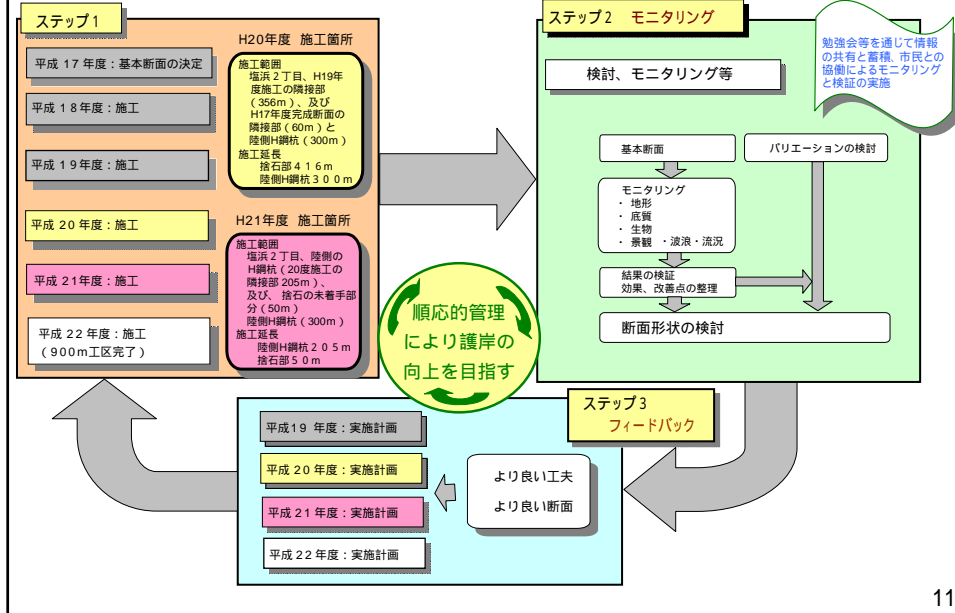 ステップ1
平成17年度：基本断面の決定
平成18年度：施工
平成19年度：施工
平成20年度：施工
平成21年度：施工
平成22年度：施工
（900m工区完了）
H20年度 施工箇所
施工範囲
塩浜2丁目、H19年
度施工の隣接部
（356m）、及び
H17年度完成断面の
隣接部（60m）と
陸側H鋼杭（300m）
施工延長
捨石部416m
陸側H鋼杭300m
H21年度 施工箇所
施工範囲
塩浜2丁目、陸側の
H鋼杭（20度施工の
隣接部205m）、
及び、捨石の未着手部
分（50m）
陸側H鋼杭（300m）
施工延長
陸側H鋼杭205m
捨石部50m
ステップ2 モニタリング
勉強会等を通じて情報
の共有と蓄積、市民との
協働によるモニタリング
と検証の実施
検討、モニタリング等
基本断面
バリエーションの検討
モニタリング
・地形
・底質
・生物
・景観 ・波浪・流況
結果の検証
効果、改善点の整理
断面形状の検討
順応的管理
により護岸の
向上を目指す
ステップ3
フィードバック
平成19年度：実施計画
平成20年度：実施計画
平成21年度：実施計画
平成22年度：実施計画
より良い工夫
より良い断面
11